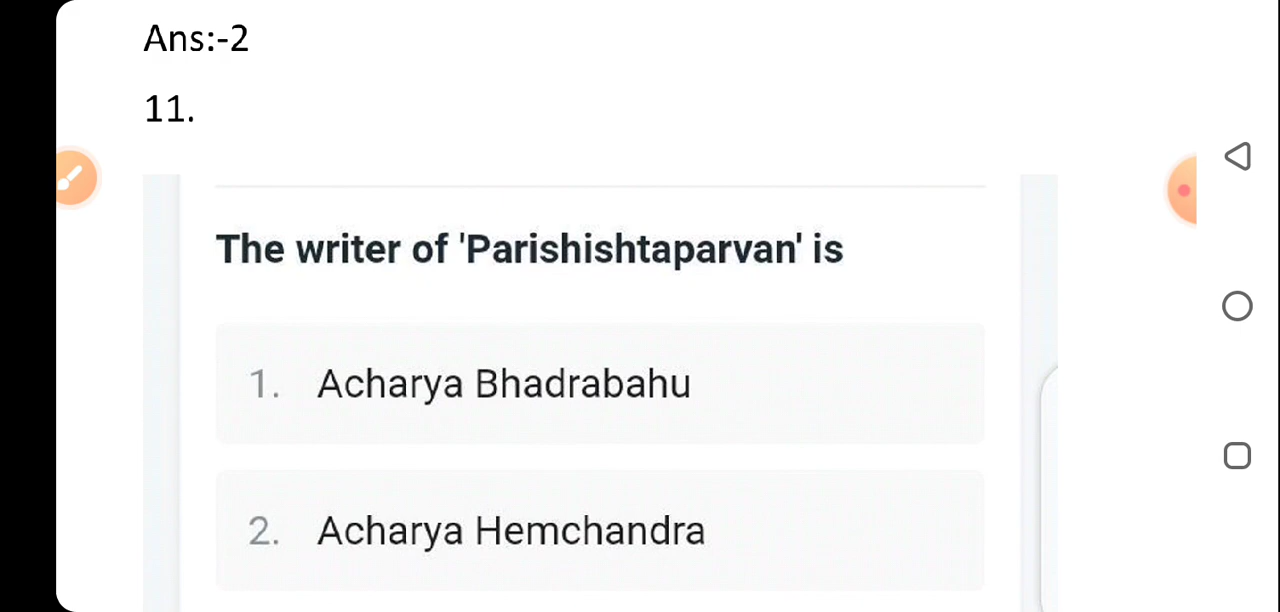 Ans:-2
11.
The writer of 'Parishishtaparvan' is
1. Acharya Bhadrabahu
2. Acharya Hemchandra